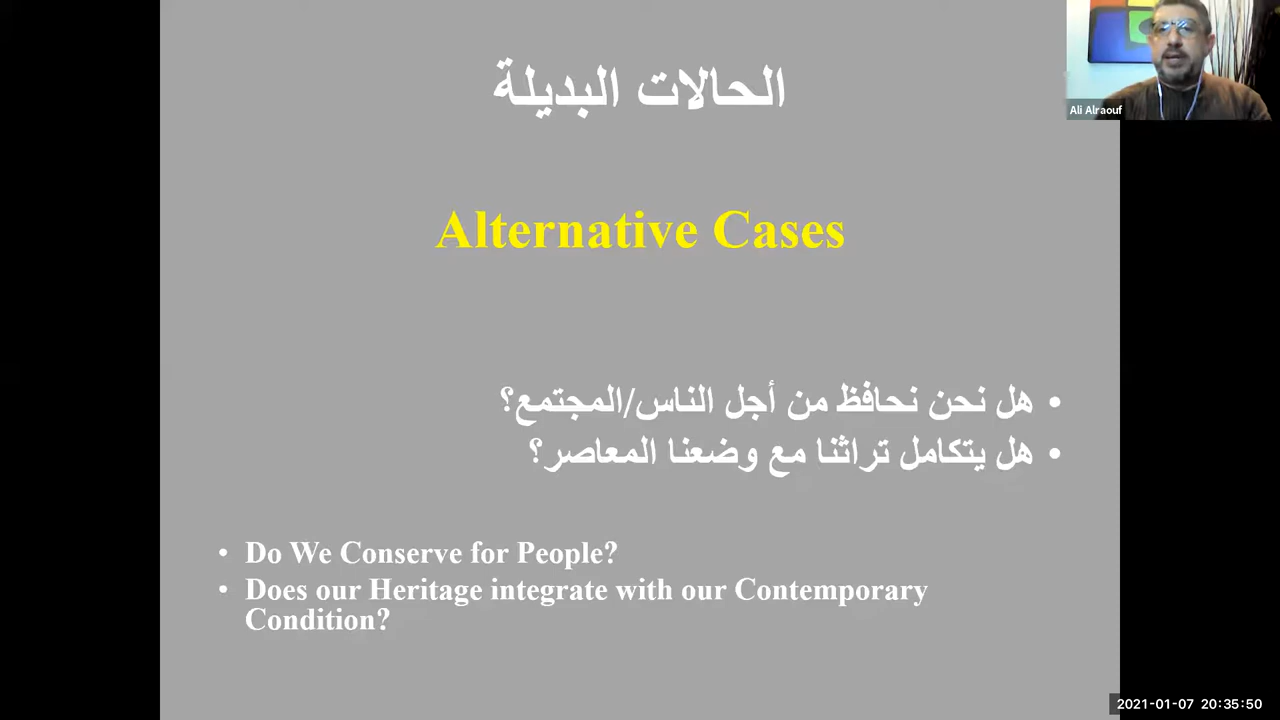 الحالات البديلة
Ali Alraouf
Alternative Cases
• هل نحن نحافظ من أجل الناس/المجتمع؟
• هل يتكامل تراثنا مع وضعنا المعاصر؟
• Do We Conserve for People?
• Does our Heritage integrate with our Contemporary
Condition?
2021-01-07 20:35:50